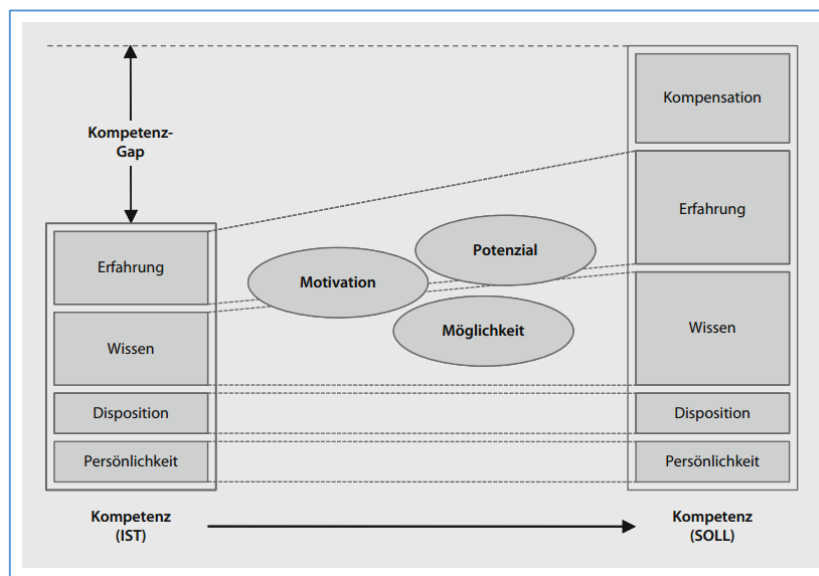 Kompetenz-
Gap
Erfahrung
Wissen
Disposition
Persönlichkeit
Kompetenz
(IST)
Motivation
Potenzial
Möglichkeit
Kompensation
Erfahrung
Wissen
Disposition
Persönlichkeit
Kompetenz
(SOLL)